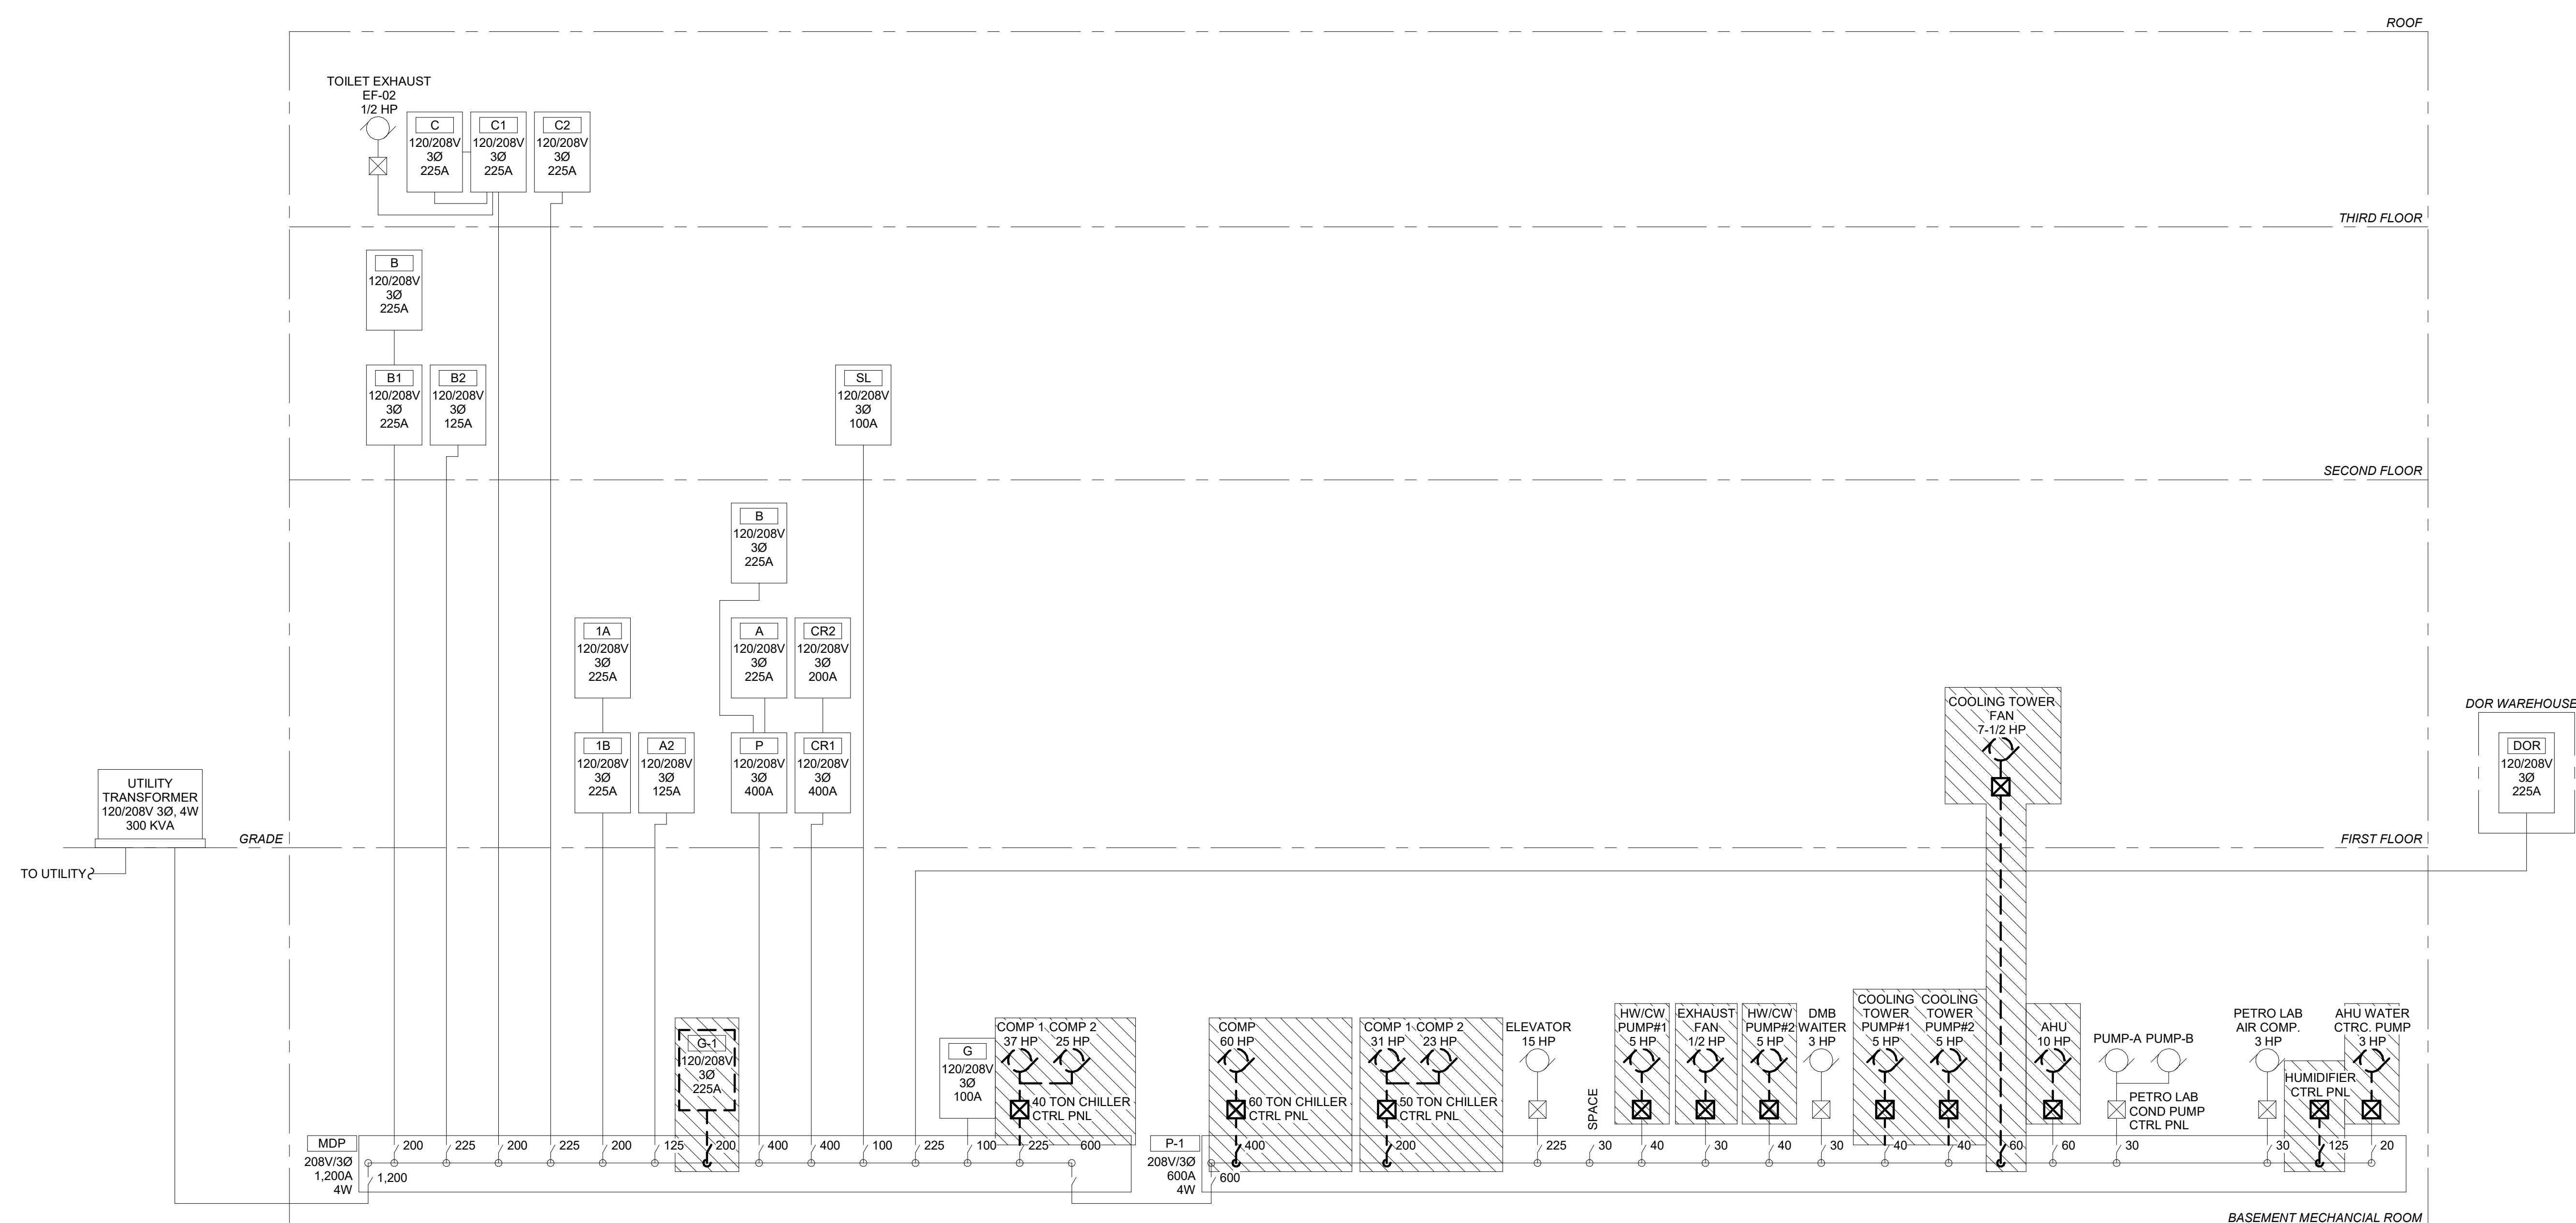 ROOF
TOILET EXHAUST
EF-02
1/2 HP
C
120/208V
3Ø
225A
C1
120/208V
3Ø
225A
C2
120/208V
3Ø
225A
THIRD FLOOR
B
120/208V
3Ø
225A
B1
120/208V
3Ø
225A
B2
120/208V
3Ø
125A
SL
120/208V
3Ø
100A
SECOND FLOOR
B
120/208V
3Ø
225A
1A
120/208V
3Ø
225A
A
120/208V
3Ø
225A
CR2
120/208V
3Ø
200A
COOLING TOWER
FAN
7-1/2 HP
DOR WAREHOUSE
DOR
120/208V
3Ø
225A
1B
120/208V
3Ø
225A
A2
120/208V
3Ø
125A
P
120/208V
3Ø
400A
CR1
120/208V
3Ø
400A
UTILITY
TRANSFORMER
120/208V 3Ø, 4W
300 KVA
GRADE
FIRST FLOOR
TO UTILITY
G-1
120/208V
3Ø
225A
G
120/208V
3Ø
100A
COMP 1 COMP 2
37 HP 25 HP
40 TON CHILLER
CTRL PNL
COMP
60 HP
60 TON CHILLER
CTRL PNL
COMP 1 COMP 2
31 HP 23 HP
50 TON CHILLER
CTRL PNL
ELEVATOR
15 HP
SPACE
HW/CW
PUMP#1
5 HP
EXHAUST
FAN
1/2 HP
HW/CW
PUMP#2
5 HP
DMB
WAITER
3 HP
COOLING
TOWER
PUMP#1
5 HP
COOLING
TOWER
PUMP#2
5 HP
AHU
10 HP
PUMP-A PUMP-B
PETRO LAB
COND PUMP
CTRL PNL
PETRO LAB
AIR COMP.
3 HP
HUMIDIFIER
CTRL PNL
AHU WATER
CTRC. PUMP
3 HP
MDP
208V/3Ø
1,200A
4W
1,200
200 225 200 225 200 125 200 400 400 100 225 100 225 600
P-1
208V/3Ø
600A
4W
600
400 200 225 30 40 30 40 30 40 40 60 60 30 30 125 20
BASEMENT MECHANCIAL ROOM